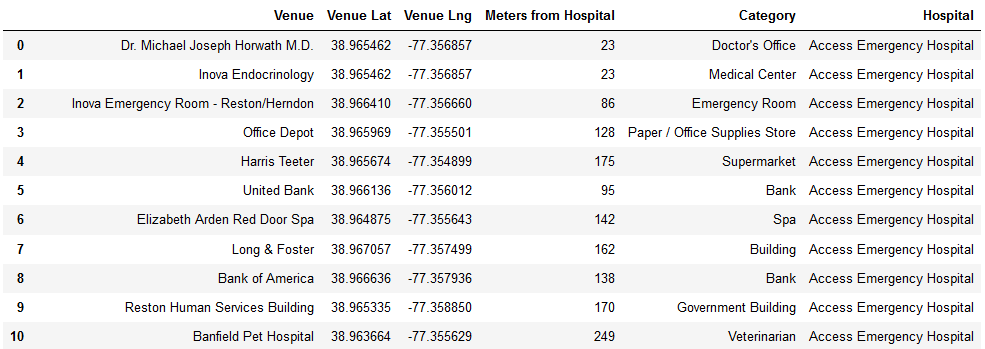 Venue Venue Lat Venue Lng Meters from Hospital Category Hospital
0 Dr. Michael Joseph Horwath M.D. 38.965462 -77.356857 23 Doctor's Office Access Emergency Hospital
1 Inova Endocrinology 38.965462 -77.356857 23 Medical Center Access Emergency Hospital
2 Inova Emergency Room - Reston/Herndon 38.966410 -77.356660 86 Emergency Room Access Emergency Hospital
3 Office Depot 38.965969 -77.355501 128 Paper / Office Supplies Store Access Emergency Hospital
4 Harris Teeter 38.965674 -77.354899 175 Supermarket Access Emergency Hospital
5 United Bank 38.966136 -77.356012 95 Bank Access Emergency Hospital
6 Elizabeth Arden Red Door Spa 38.964875 -77.355643 142 Spa Access Emergency Hospital
7 Long & Foster 38.967057 -77.357499 162 Building Access Emergency Hospital
8 Bank of America 38.966636 -77.357936 138 Bank Access Emergency Hospital
9 Reston Human Services Building 38.965335 -77.358850 170 Government Building Access Emergency Hospital
10 Banfield Pet Hospital 38.963664 -77.355629 249 Veterinarian Access Emergency Hospital